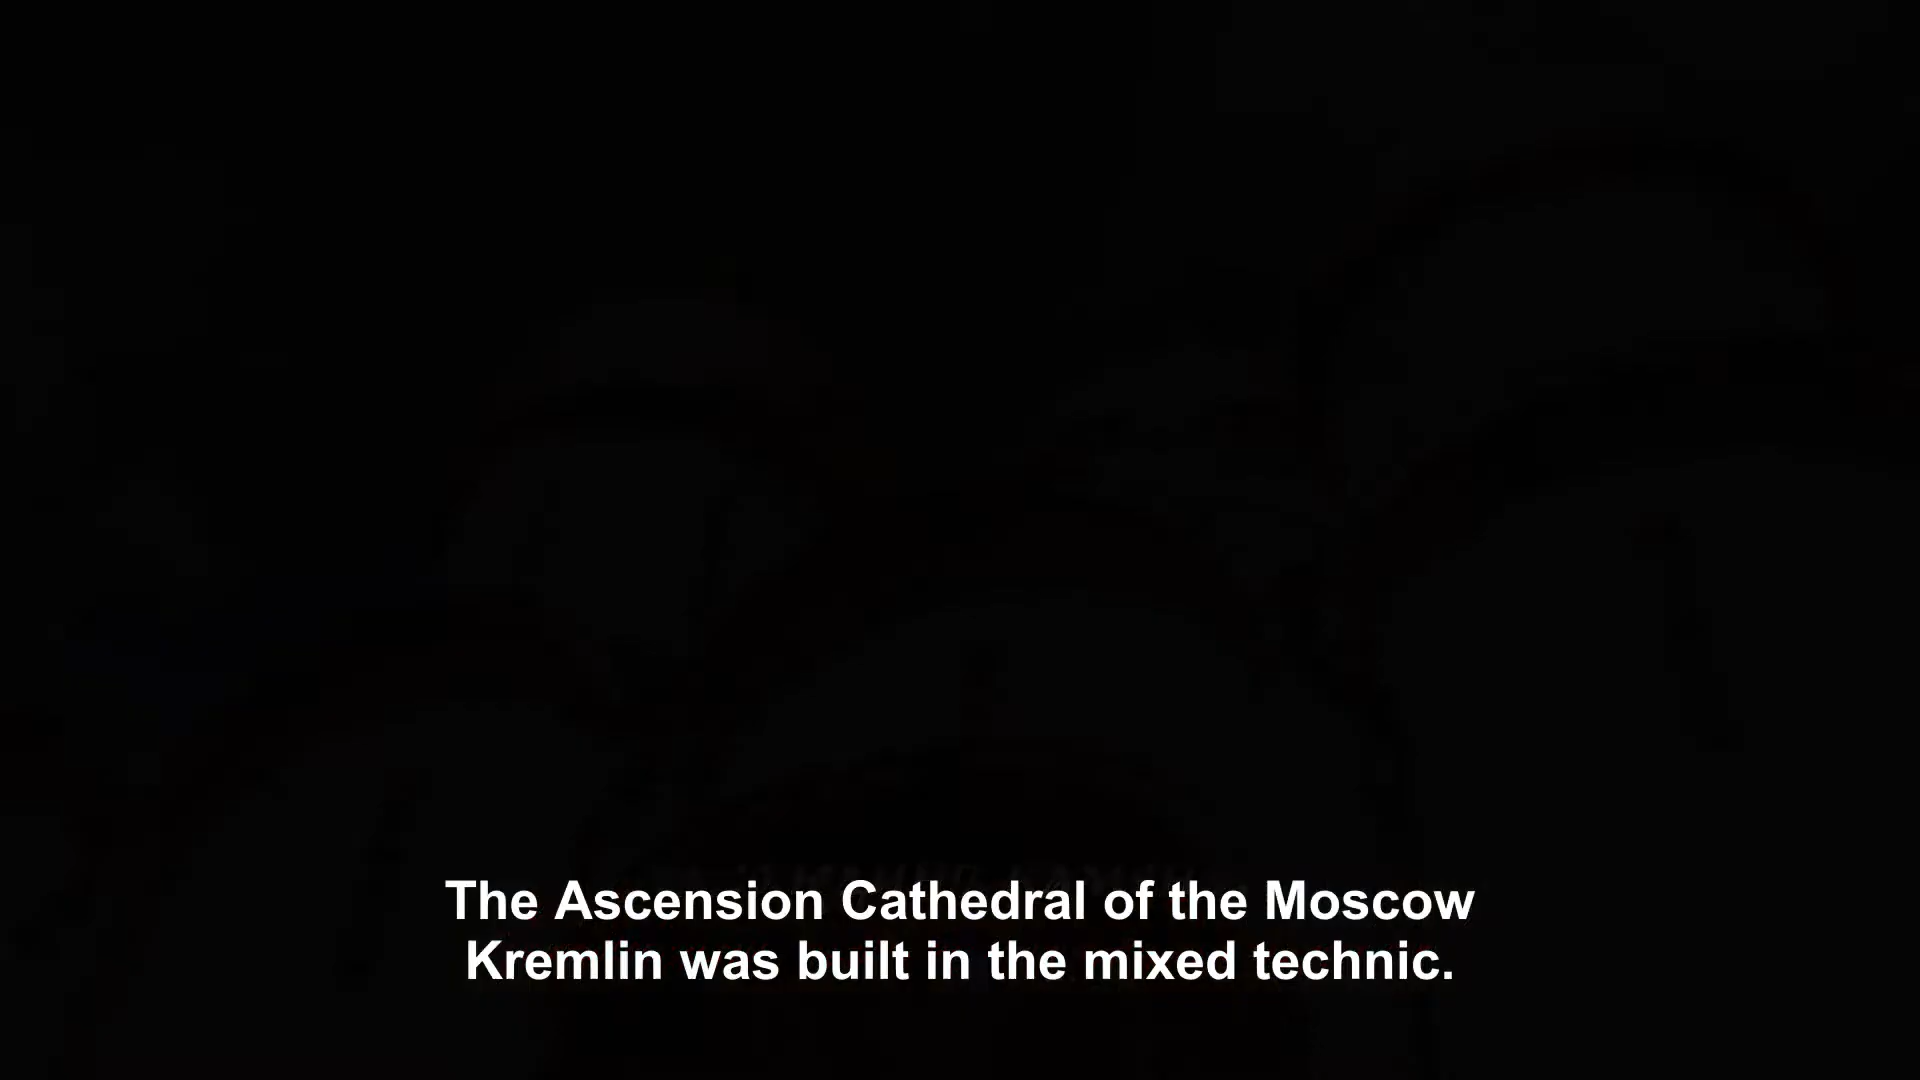 The Ascension Cathedral of the Moscow
Kremlin was built in the mixed technic.